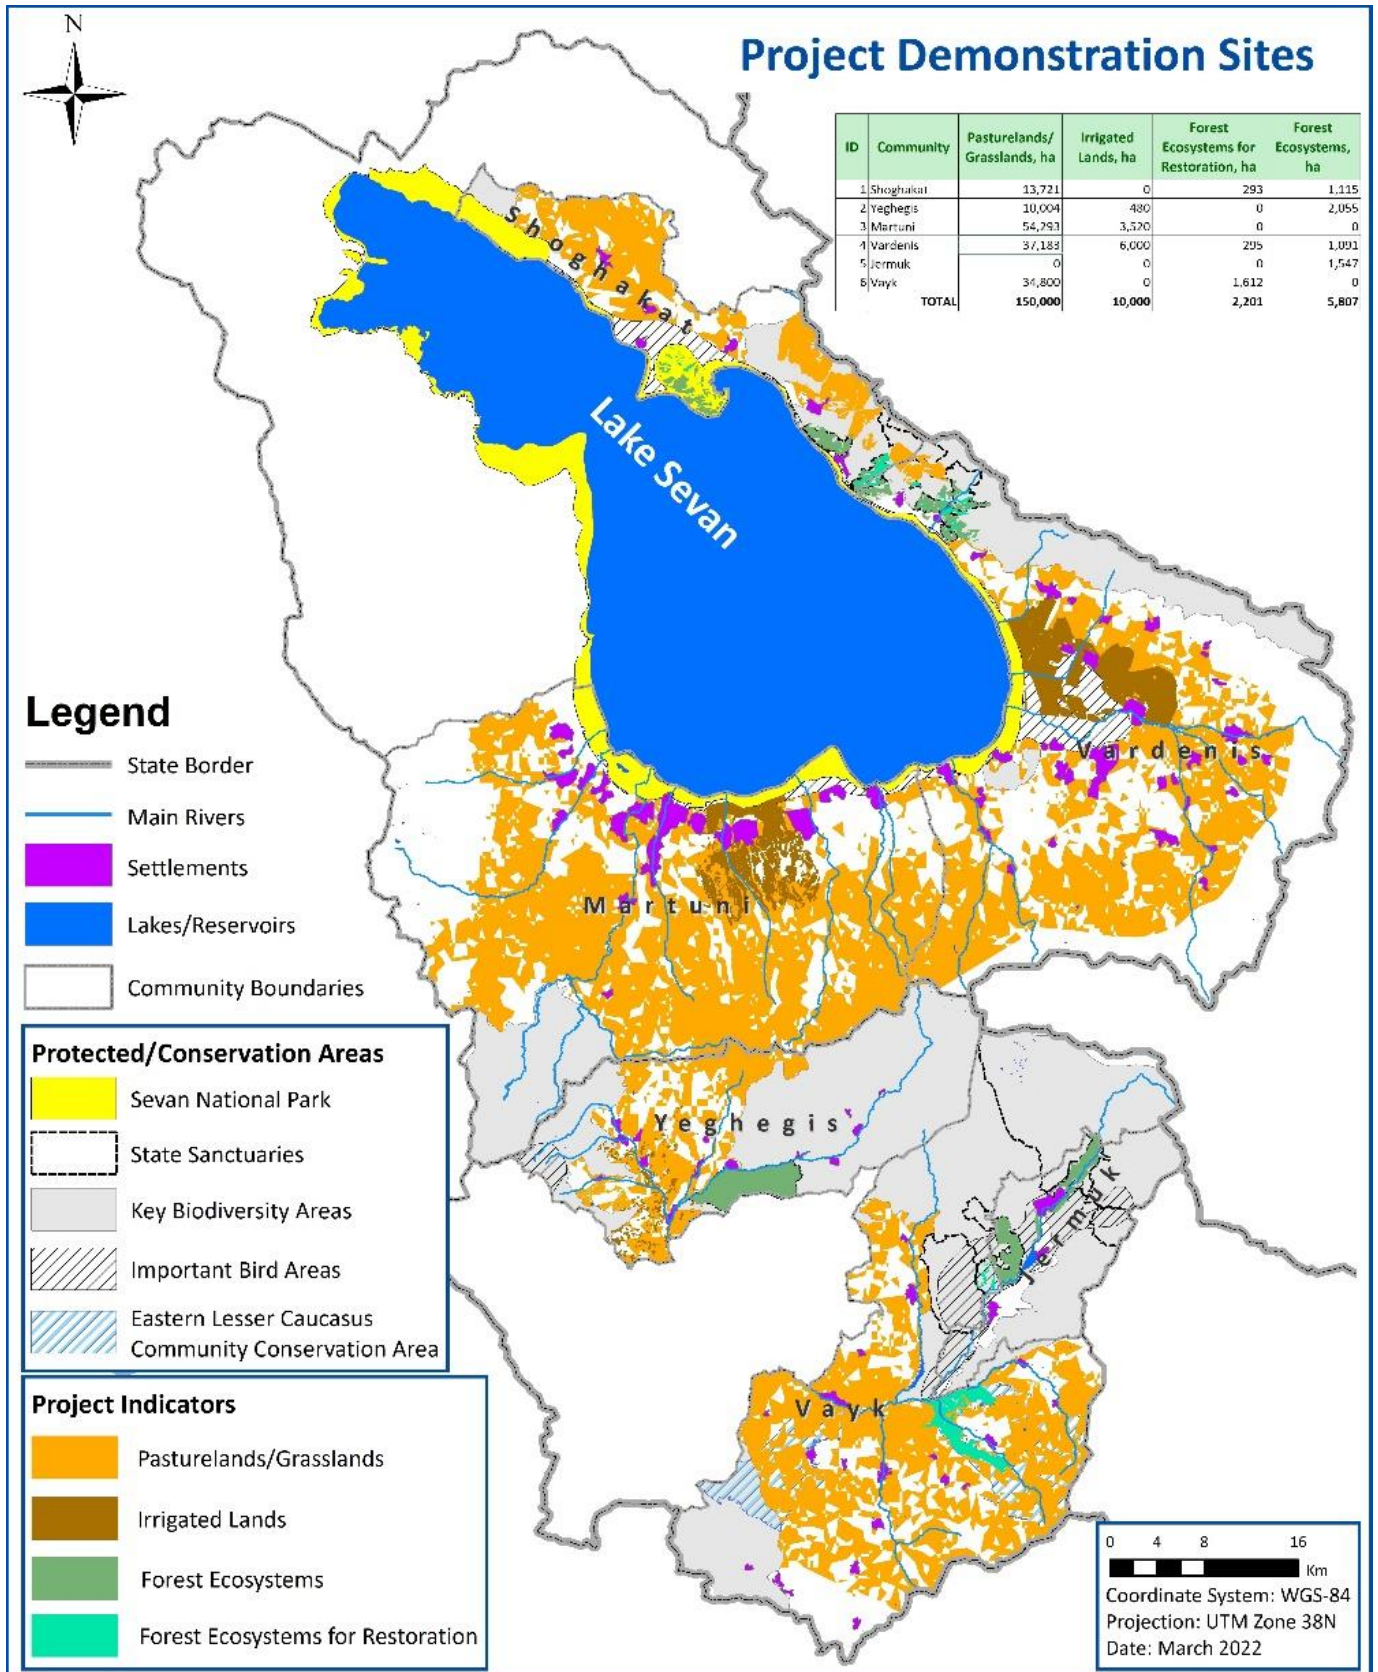 N
Project Demonstration Sites
ID Community Pasturelands/ Grasslands, ha Irrigated Lands, ha Forest Ecosystems for Restoration, ha Forest Ecosystems, ha
1 Shoghakat 13,721 0 293 1,115
2 Yeghegis 10,004 480 0 2,055
3 Martuni 54,293 3,520 0 0
4 Vardenis 37,183 6,000 295 1,091
5 Jermuk 0 0 0 1,547
6 Vayk 34,800 0 1,612 0
TOTAL 150,000 10,000 2,201 5,807
Shoghakat
Lake Sevan
Vardenis
Martuni
Yeghegis
Jermuk
Vayk
Legend
State Border
Main Rivers
Settlements
Lakes/Reservoirs
Community Boundaries
Protected/Conservation Areas
Sevan National Park
State Sanctuaries
Key Biodiversity Areas
Important Bird Areas
Eastern Lesser Caucasus
Community Conservation Area
Project Indicators
Pasturelands/Grasslands
Irrigated Lands
Forest Ecosystems
Forest Ecosystems for Restoration
0 4 8 16
Km
Coordinate System: WGS-84
Projection: UTM Zone 38N
Date: March 2022